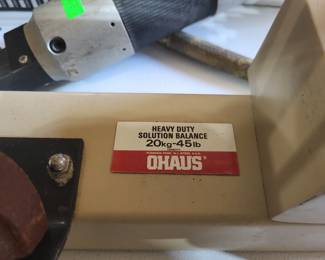 HEAVY DUTY
SOLUTION BALANCE
20kg-45lb
OHAUS